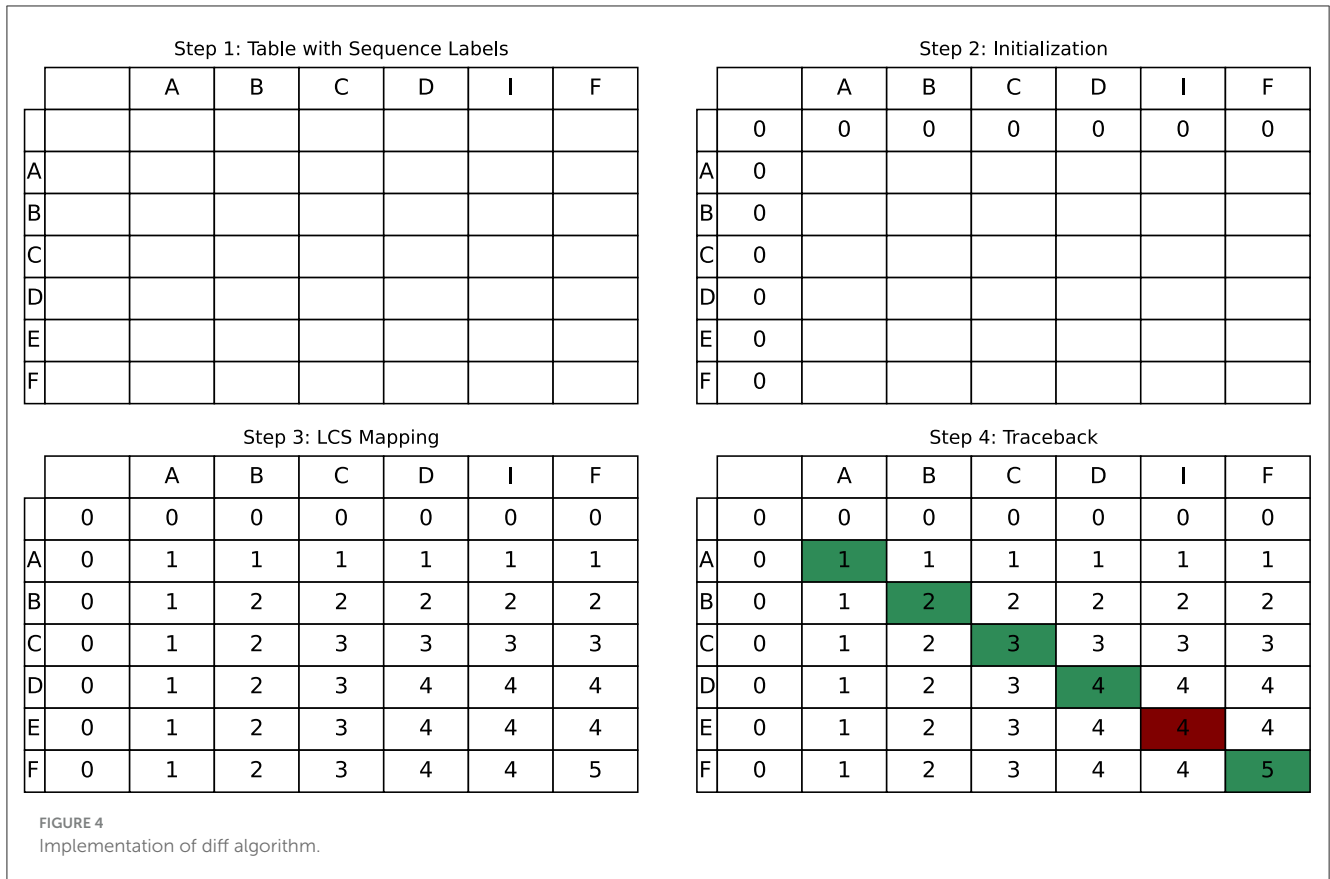 Step 1: Table with Sequence Labels
A B C D I F
A
B
C
D
E
F
Step 2: Initialization
A B C D I F
0 0 0 0 0 0 0
A 0
B 0
C 0
D 0
E 0
F 0
Step 3: LCS Mapping
A B C D I F
0 0 0 0 0 0 0
A 0 1 1 1 1 1 1
B 0 1 2 2 2 2 2
C 0 1 2 3 3 3 3
D 0 1 2 3 4 4 4
E 0 1 2 3 4 4 4
F 0 1 2 3 4 4 5
Step 4: Traceback
A B C D I F
0 0 0 0 0 0 0
A 0 1 1 1 1 1 1
B 0 1 2 2 2 2 2
C 0 1 2 3 3 3 3
D 0 1 2 3 4 4 4
E 0 1 2 3 4 4 4
F 0 1 2 3 4 4 5
FIGURE 4
Implementation of diff algorithm.